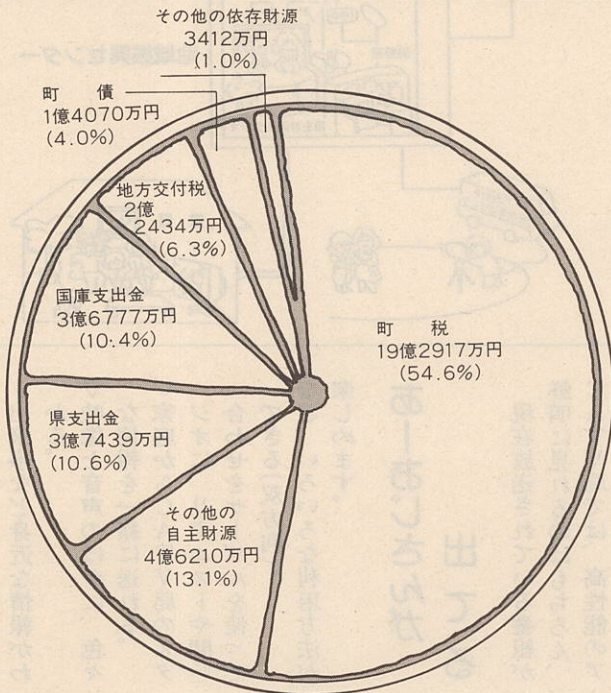 その他の依存財源
3412万円
(1.0%)
町　債
1億4070万円
(4.0%)
地方交付税
2億
2434万円
(6.3%)
国庫支出金
3億6777万円
(10.4%)
県支出金
3億7439万円
(10.6%)
その他の
自主財源
4億6210万円
(13.1%)
町　税
19億2917万円
(54.6%)